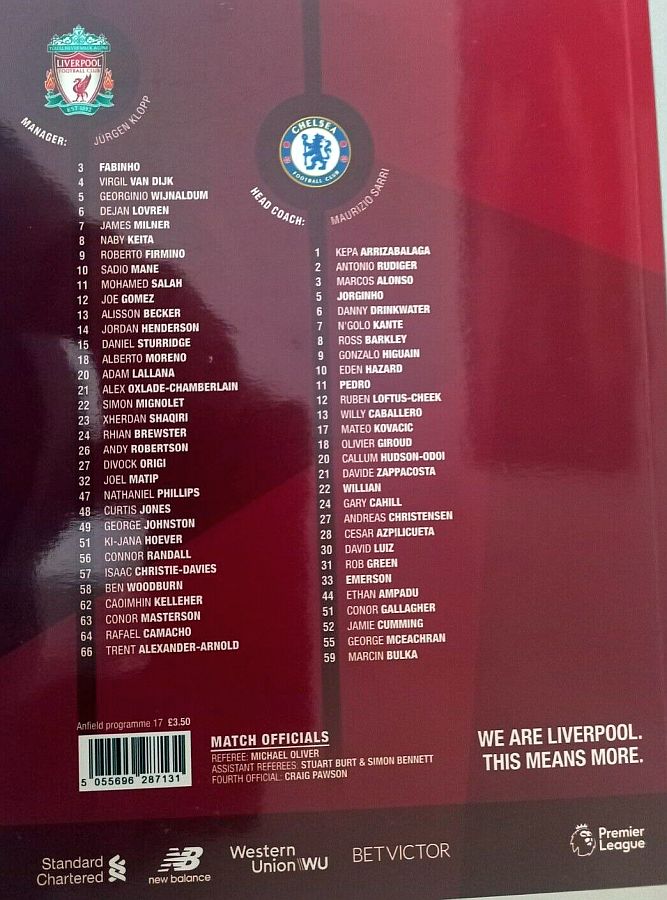 YOU'LL NEVER WALK ALONE
LIVERPOOL
FOOTBALL CLUB
EST·1892
MANAGER: JÜRGEN KLOPP
3 FABINHO
4 VIRGIL VAN DIJK
5 GEORGINIO WIJNALDUM
6 DEJAN LOVREN
7 JAMES MILNER
8 NABY KEITA
9 ROBERTO FIRMINO
10 SADIO MANE
11 MOHAMED SALAH
12 JOE GOMEZ
13 ALISSON BECKER
14 JORDAN HENDERSON
15 DANIEL STURRIDGE
18 ALBERTO MORENO
20 ADAM LALLANA
21 ALEX OXLADE-CHAMBERLAIN
22 SIMON MIGNOLET
23 XHERDAN SHAQIRI
24 RHIAN BREWSTER
26 ANDY ROBERTSON
27 DIVOCK ORIGI
32 JOEL MATIP
47 NATHANIEL PHILLIPS
48 CURTIS JONES
49 GEORGE JOHNSTON
51 KI-JANA HOEVER
56 CONNOR RANDALL
57 ISAAC CHRISTIE-DAVIES
58 BEN WOODBURN
62 CAOIMHIN KELLEHER
63 CONOR MASTERSON
64 RAFAEL CAMACHO
66 TRENT ALEXANDER-ARNOLD
CHELSEA
FOOTBALL CLUB
HEAD COACH: MAURIZIO SARRI
1 KEPA ARRIZABALAGA
2 ANTONIO RUDIGER
3 MARCOS ALONSO
5 JORGINHO
6 DANNY DRINKWATER
7 N'GOLO KANTE
8 ROSS BARKLEY
9 GONZALO HIGUAIN
10 EDEN HAZARD
11 PEDRO
12 RUBEN LOFTUS-CHEEK
13 WILLY CABALLERO
17 MATEO KOVACIC
18 OLIVIER GIROUD
20 CALLUM HUDSON-ODOI
21 DAVIDE ZAPPACOSTA
22 WILLIAN
24 GARY CAHILL
27 ANDREAS CHRISTENSEN
28 CESAR AZPILICUETA
30 DAVID LUIZ
31 ROB GREEN
33 EMERSON
44 ETHAN AMPADU
51 CONOR GALLAGHER
52 JAMIE CUMMING
55 GEORGE MCEACHRAN
59 MARCIN BULKA
Anfield programme 17 £3.50
5 055696 287131
MATCH OFFICIALS
REFEREE: MICHAEL OLIVER
ASSISTANT REFEREES: STUART BURT & SIMON BENNETT
FOURTH OFFICIAL: CRAIG PAWSON
WE ARE LIVERPOOL.
THIS MEANS MORE.
Standard
Chartered
new balance
Western
Union WU
BETVICTOR
Premier
League